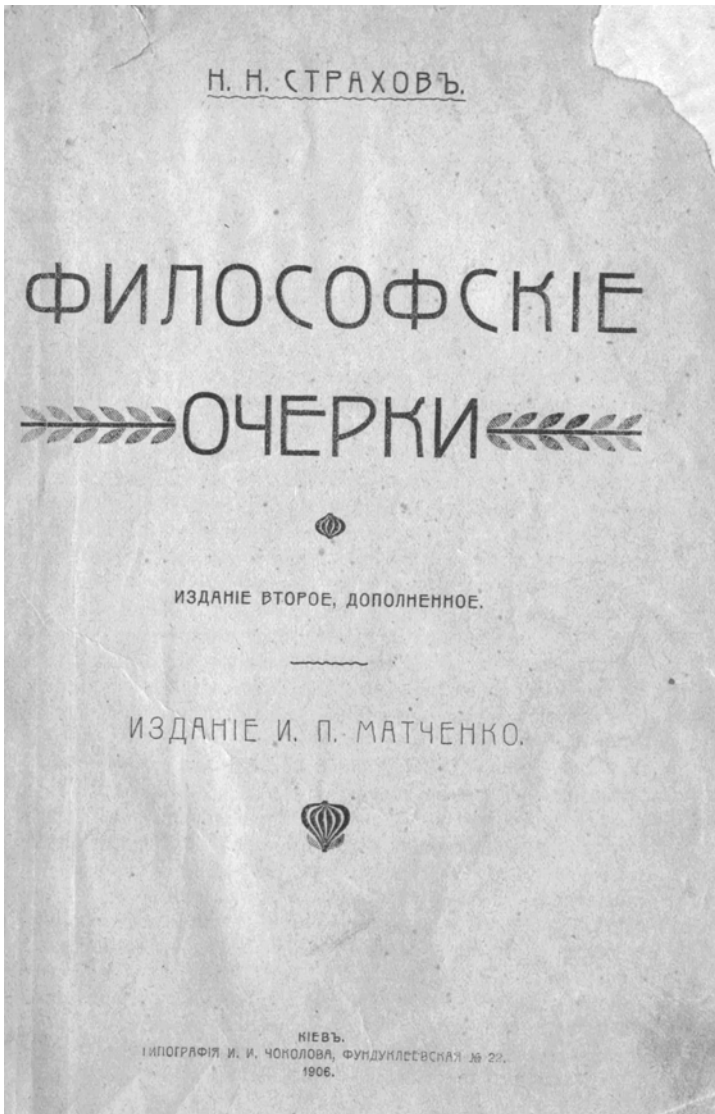 Н. Н. СТРАХОВЪ.
ФИЛОСОФСКІЕ
ОЧЕРКИ
ИЗДАНІЕ ВТОРОЕ, ДОПОЛНЕННОЕ.
ИЗДАНІЕ И. П. МАТЧЕНКО.
КІЕВЪ.
ТИПОГРАФІЯ И. И. ЧОКОЛОВА, ФУНДУКЛЕЕВСКАЯ № 22.
1906.